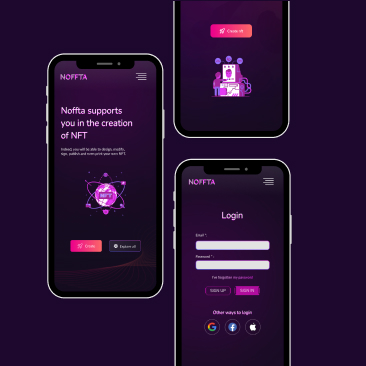 NOFFTA
Noffta supports
you in the creation
of NFT
Indeed, you will be able to design, modify,
sign, publish and even print your own NFT.
NFT
Create
Explore all
Create All
NOFFTA
Login
Email * :
Password * :
I've forgotten my password
SIGN UP
SIGN IN
Other ways to login